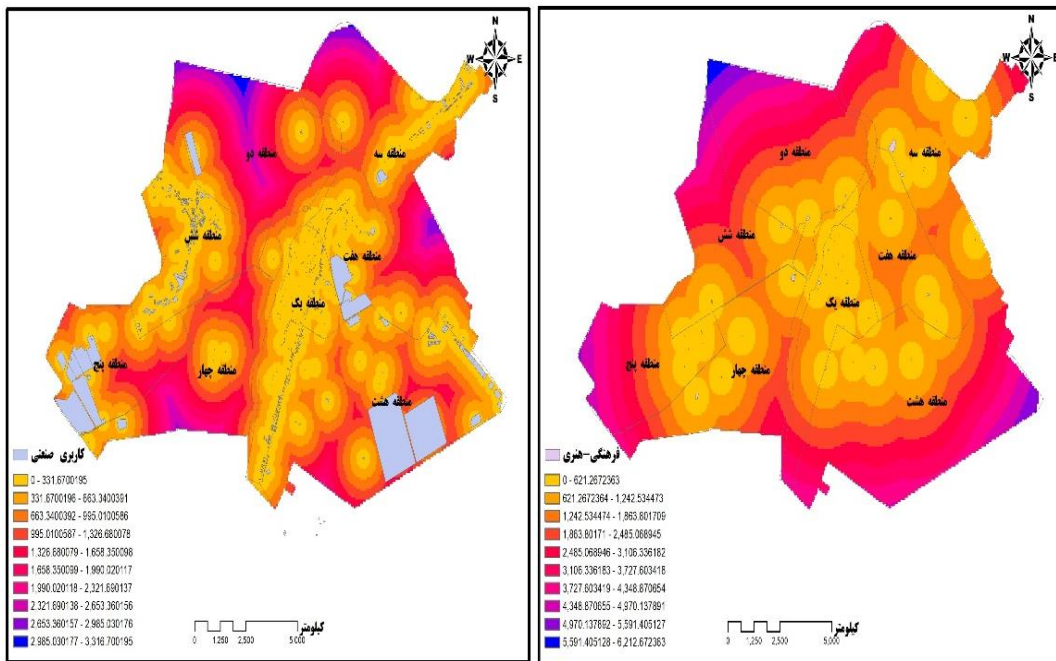 N
W E
S
منطقه دو
منطقه سه
منطقه شش
منطقه هفت
منطقه یک
منطقه پنج
منطقه چهار
منطقه هشت
کاربری صنعتی
0 - 331.6700195
331.6700196 - 663.3400391
663.3400392 - 995.0100586
995.0100587 - 1,326.680078
1,326.680079 - 1,658.350098
1,658.350099 - 1,990.020117
1,990.020118 - 2,321.690137
2,321.690138 - 2,653.360156
2,653.360157 - 2,985.030176
2,985.030177 - 3,316.700195
کیلومتر
0 1,250 2,500 5,000
N
W E
S
منطقه دو
منطقه سه
منطقه شش
منطقه هفت
منطقه یک
منطقه پنج
منطقه چهار
منطقه هشت
فرهنگی-هنری
0 - 621.2672363
621.2672364 - 1,242.534473
1,242.534474 - 1,863.801709
1,863.80171 - 2,485.068945
2,485.068946 - 3,106.336182
3,106.336183 - 3,727.603418
3,727.603419 - 4,348.870654
4,348.870655 - 4,970.137891
4,970.137892 - 5,591.405127
5,591.405128 - 6,212.672363
کیلومتر
0 1,250 2,500 5,000